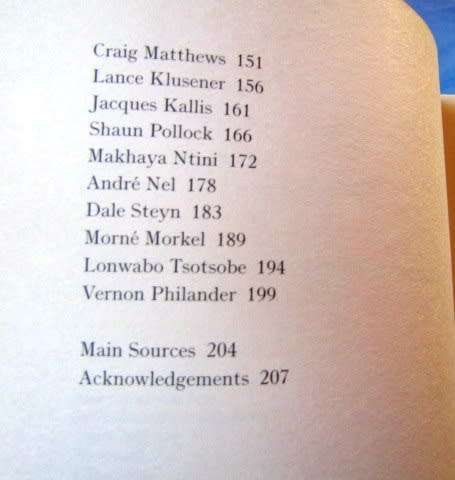 Craig Matthews 151
Lance Klusener 156
Jacques Kallis 161
Shaun Pollock 166
Makhaya Ntini 172
André Nel 178
Dale Steyn 183
Morné Morkel 189
Lonwabo Tsotsobe 194
Vernon Philander 199
Main Sources 204
Acknowledgements 207